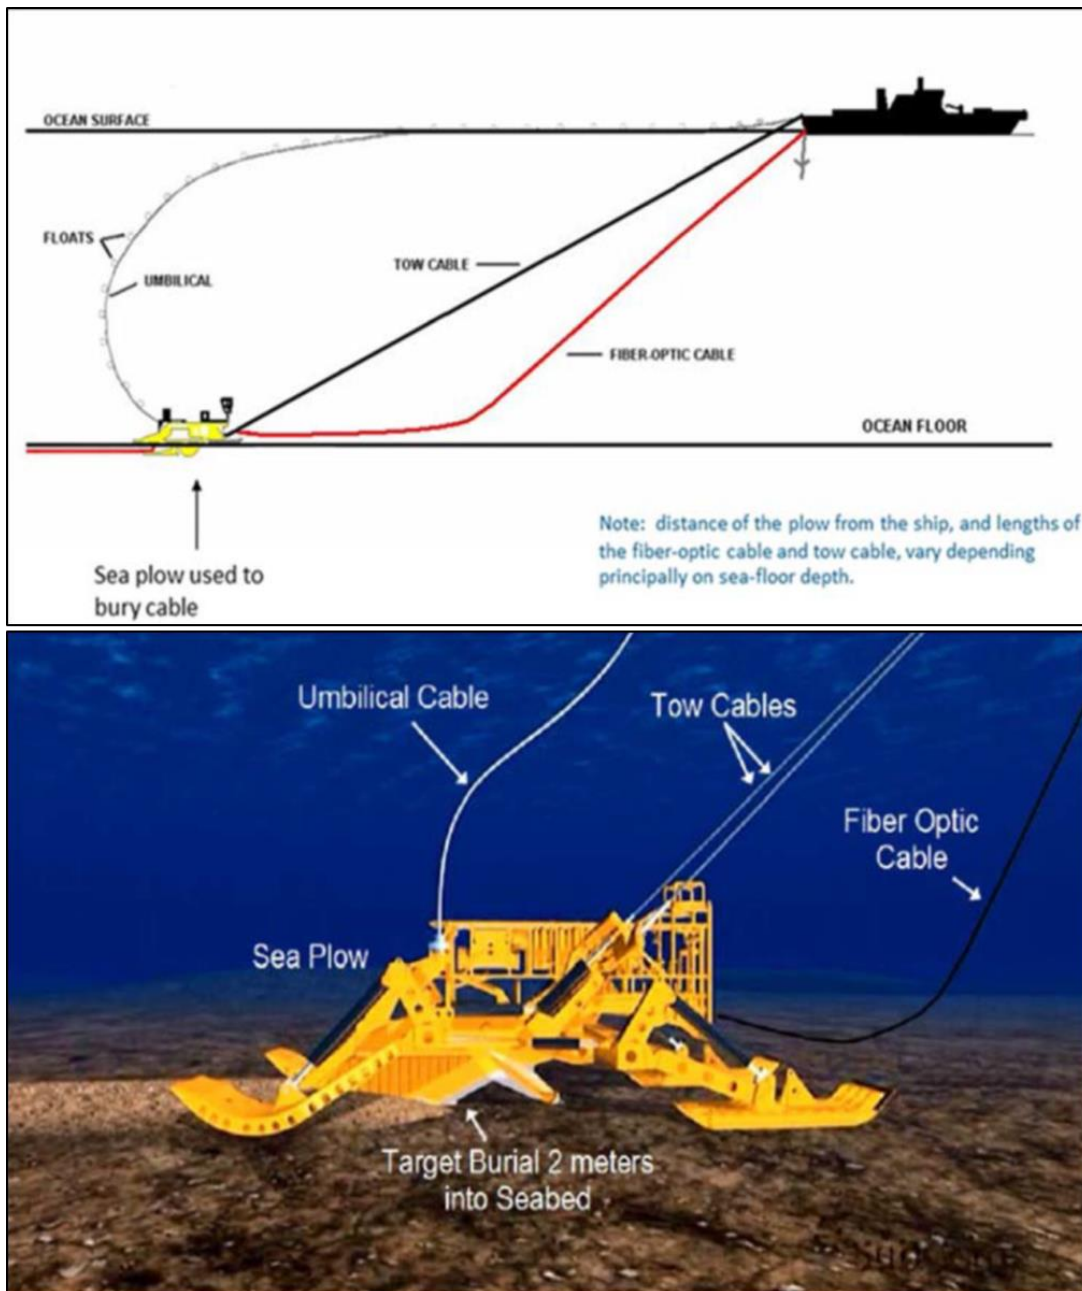 OCEAN SURFACE
FLOATS
UMBILICAL
TOW CABLE
FIBER-OPTIC CABLE
OCEAN FLOOR
Note: distance of the plow from the ship, and lengths of
the fiber-optic cable and tow cable, vary depending
principally on sea-floor depth.
Sea plow used to
bury cable
Umbilical Cable
Tow Cables
Fiber Optic
Cable
Sea Plow
Target Burial 2 meters
into Seabed